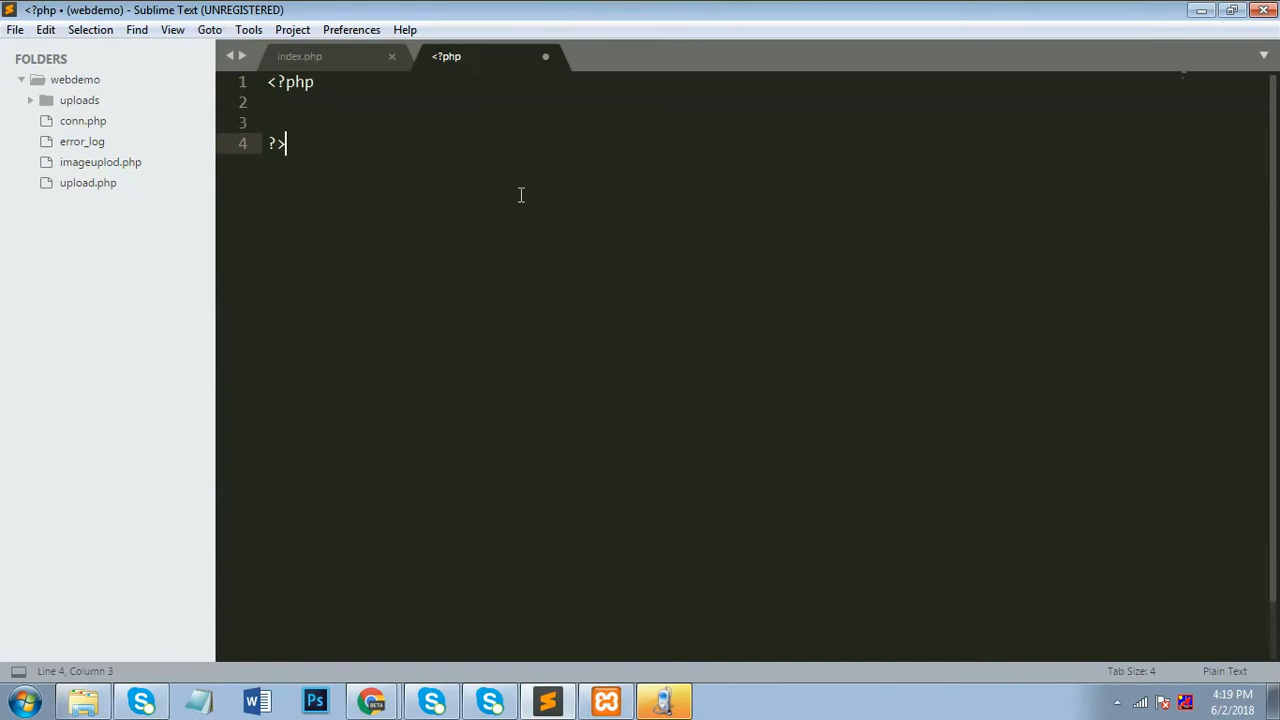 <?php • (webdemo) - Sublime Text (UNREGISTERED)
File Edit Selection Find View Goto Tools Project Preferences Help
FOLDERS
webdemo
uploads
conn.php
error_log
imageuplod.php
upload.php
index.php
<?php
1 <?php
2
3
4 ?>
Line 4, Column 3
Tab Size: 4
Plain Text
Ps
BETA
4:19 PM
6/2/2018